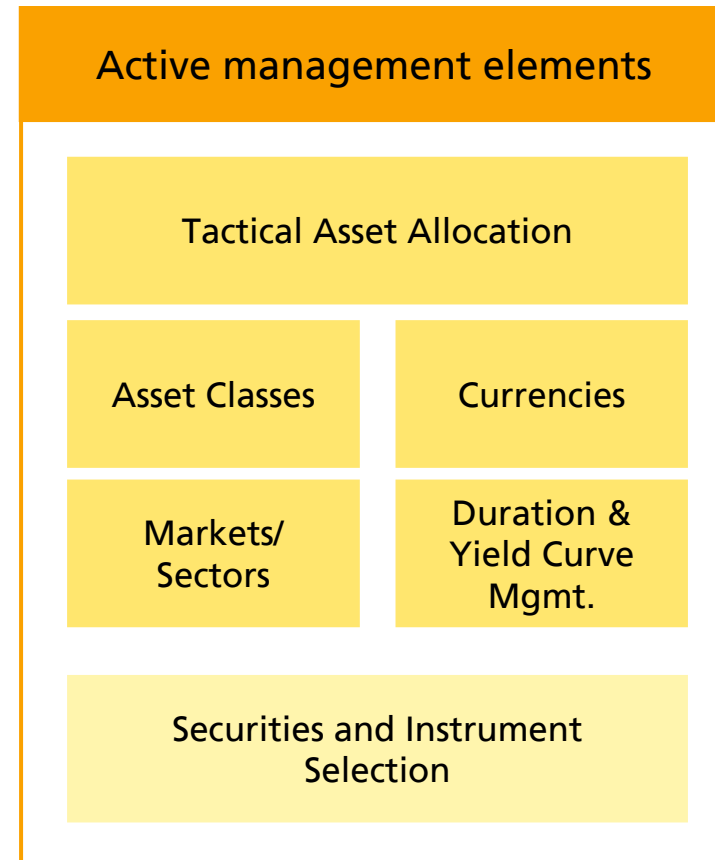 Active management elements
Tactical Asset Allocation
Asset Classes
Currencies
Markets/
Sectors
Duration &
Yield Curve
Mgmt.
Securities and Instrument
Selection